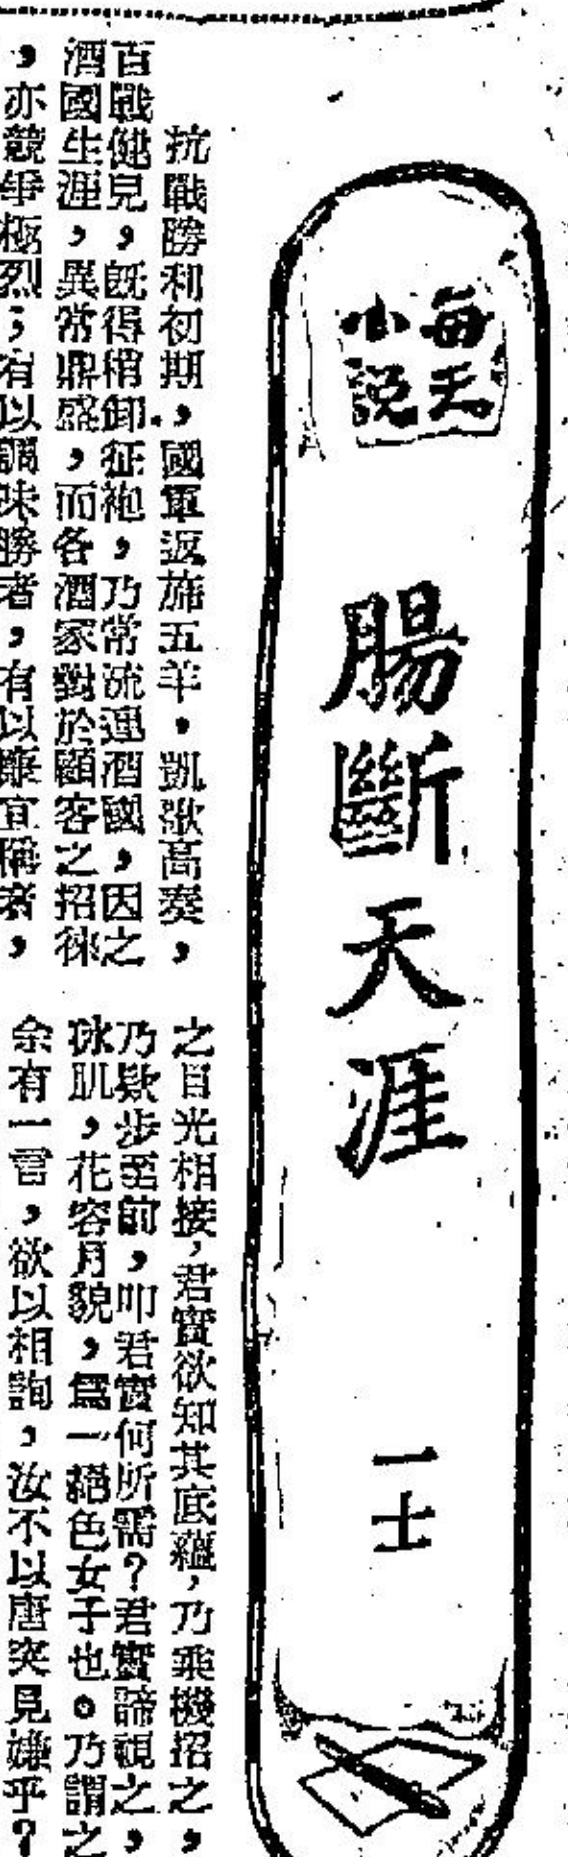 每天
小說
腸斷天涯
一士
抗戰勝利初期，國軍返旆五羊，凱歌高奏，
百戰健兒，既得稍卸征袍，乃常流連酒國，因之
酒國生涯，異常鼎盛，而各酒家對於顧客之招徠
，亦競爭極烈；有以調味勝者，有以廉宜稱者，
之目光相接，君實欲知其底蘊，乃乘機招之，
乃欵步至前，叩君實何所需？君實諦視之，
肌，花容月貌，爲一絕色女子也。乃謂之
余有一言，欲以相詢，汝不以唐突見嫌乎？